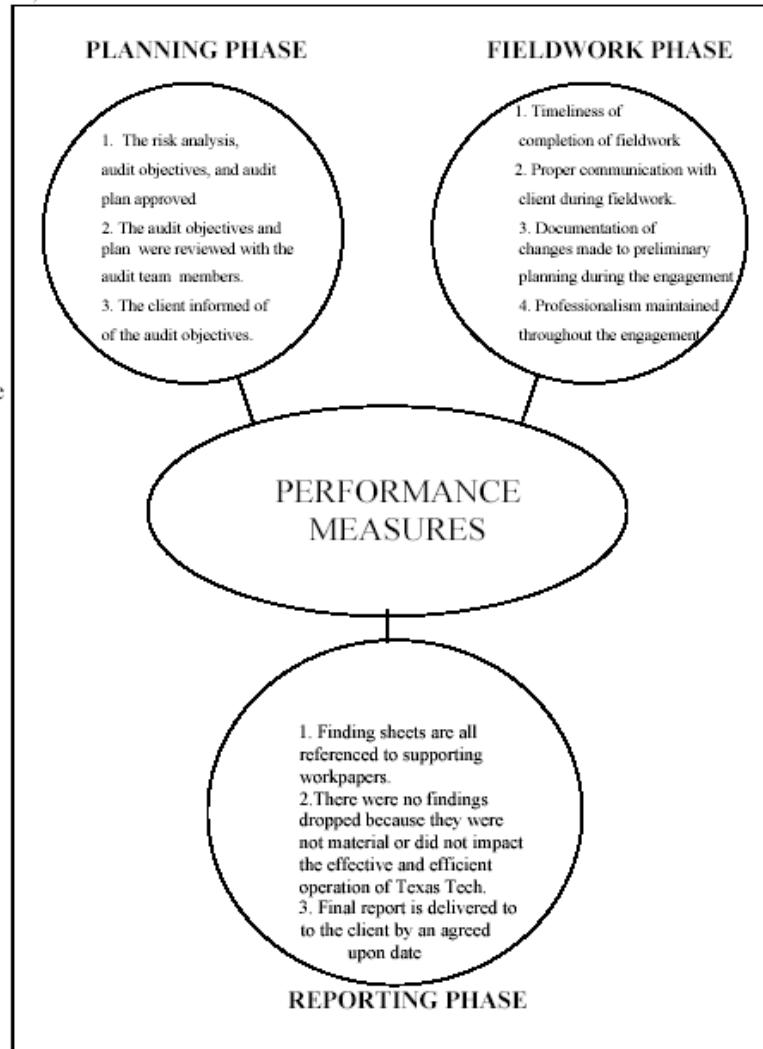 PLANNING PHASE
1. The risk analysis,
audit objectives, and audit
plan approved
2. The audit objectives and
plan were reviewed with the
audit team members.
3. The client informed of
of the audit objectives.
FIELDWORK PHASE
1. Timeliness of
completion of fieldwork
2. Proper communication with
client during fieldwork.
3. Documentation of
changes made to preliminary
planning during the engagement
4. Professionalism maintained
throughout the engagement
e
PERFORMANCE
MEASURES
1. Finding sheets are all
referenced to supporting
workpapers.
2.There were no findings
dropped because they were
not material or did not impact
the effective and efficient
operation of Texas Tech.
3. Final report is delivered to
to the client by an agreed
upon date
REPORTING PHASE